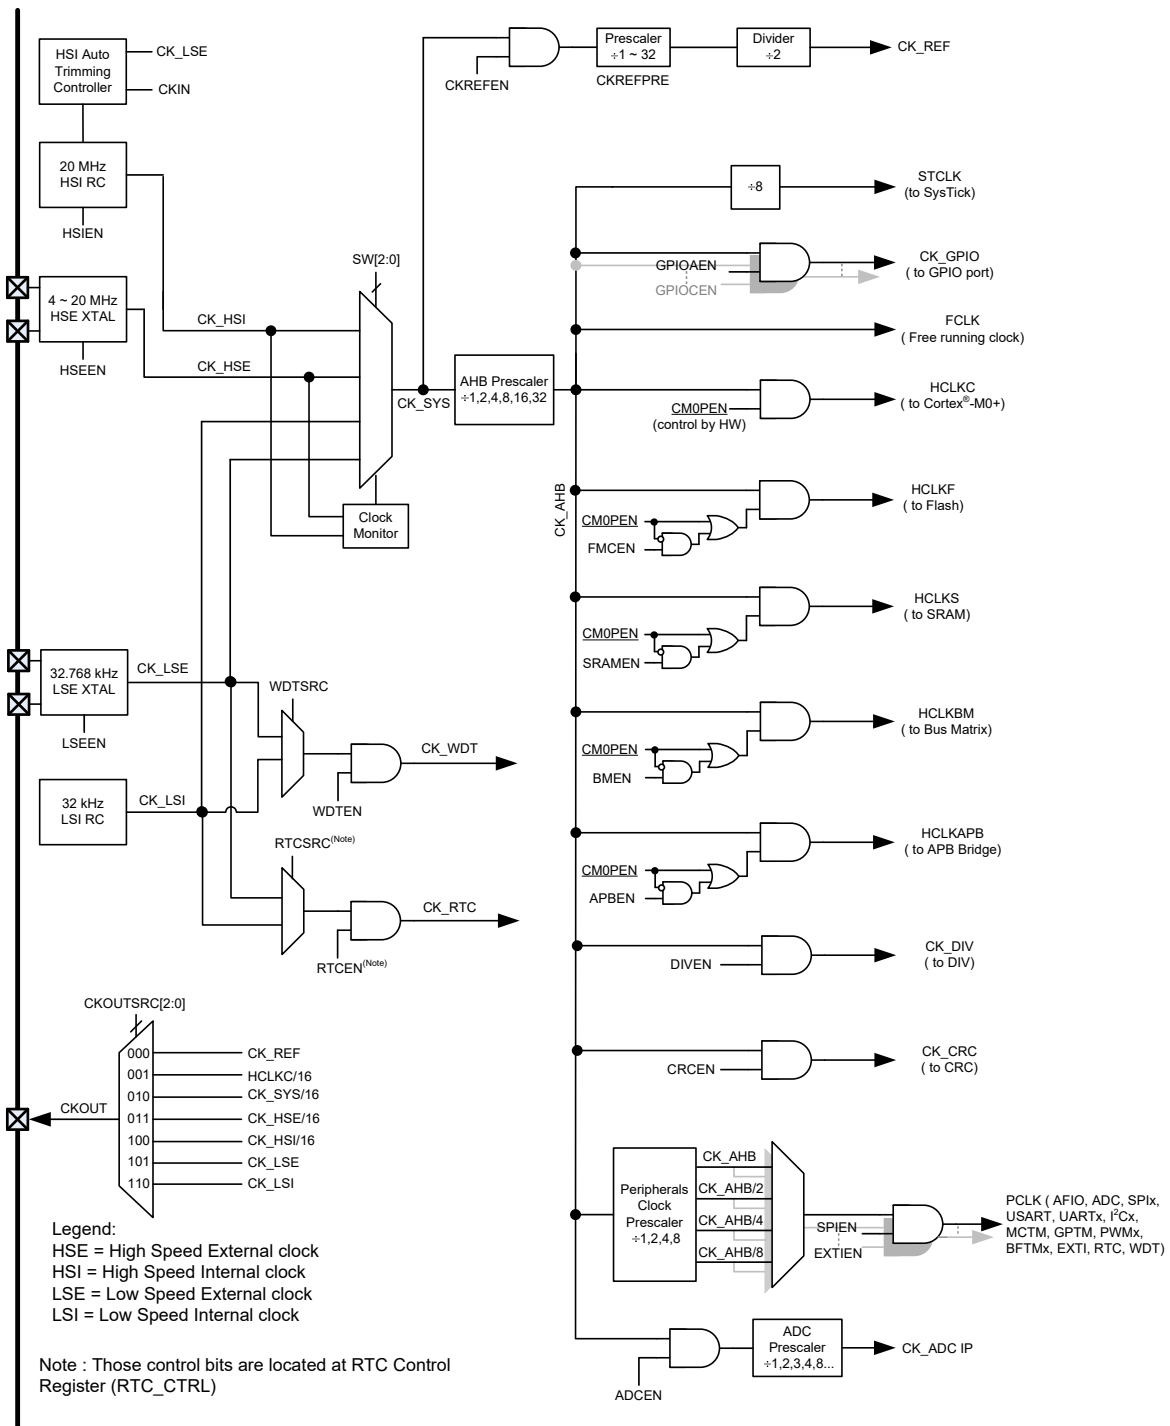 HSI Auto
Trimming
Controller
CK_LSE
CKIN
20 MHz
HSI RC
HSIEN
4 ~ 20 MHz
HSE XTAL
HSEEN
CK_HSI
CK_HSE
SW[2:0]
CK_SYS
Clock
Monitor
CKREFEN
Prescaler
÷1 ~ 32
CKREFPRE
Divider
÷2
CK_REF
AHB Prescaler
÷1,2,4,8,16,32
CK_AHB
÷8
STCLK
(to SysTick)
GPIOAEN
GPIOCEN
CK_GPIO
( to GPIO port)
FCLK
( Free running clock)
CM0PEN
(control by HW)
HCLKC
( to Cortex®-M0+)
CM0PEN
FMCEN
HCLKF
( to Flash)
CM0PEN
SRAMEN
HCLKS
( to SRAM)
CM0PEN
BMEN
HCLKBM
( to Bus Matrix)
CM0PEN
APBEN
HCLKAPB
( to APB Bridge)
DIVEN
CK_DIV
( to DIV)
CRCEN
CK_CRC
( to CRC)
32.768 kHz
LSE XTAL
LSEEN
CK_LSE
32 kHz
LSI RC
CK_LSI
WDTSRC
WDTEN
CK_WDT
RTCSRC(Note)
RTCEN(Note)
CK_RTC
CKOUTSRC[2:0]
CKOUT
000 CK_REF
001 HCLKC/16
010 CK_SYS/16
011 CK_HSE/16
100 CK_HSI/16
101 CK_LSE
110 CK_LSI
Peripherals
Clock
Prescaler
÷1,2,4,8
CK_AHB
CK_AHB/2
CK_AHB/4
CK_AHB/8
SPIEN
EXTIEN
PCLK ( AFIO, ADC, SPIx,
USART, UARTx, I²Cx,
MCTM, GPTM, PWMx,
BFTMx, EXTI, RTC, WDT)
ADCEN
ADC
Prescaler
÷1,2,3,4,8...
CK_ADC IP
Legend:
HSE = High Speed External clock
HSI = High Speed Internal clock
LSE = Low Speed External clock
LSI = Low Speed Internal clock
Note : Those control bits are located at RTC Control
Register (RTC_CTRL)